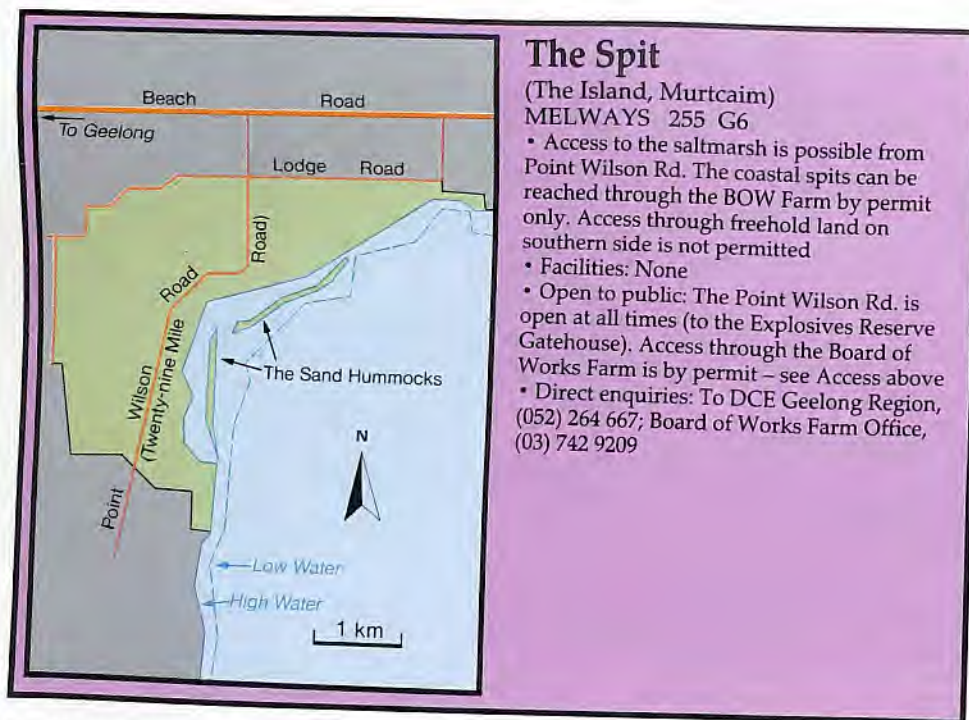 Beach Road
To Geelong
Lodge Road
Road)
Road
Wilson
(Twenty-nine Mile
Point
The Sand Hummocks
N
Low Water
High Water
1 km
The Spit
(The Island, Murtcaim)
MELWAYS 255 G6
• Access to the saltmarsh is possible from
Point Wilson Rd. The coastal spits can be
reached through the BOW Farm by permit
only. Access through freehold land on
southern side is not permitted
• Facilities: None
• Open to public: The Point Wilson Rd. is
open at all times (to the Explosives Reserve
Gatehouse). Access through the Board of
Works Farm is by permit – see Access above
• Direct enquiries: To DCE Geelong Region,
(052) 264 667; Board of Works Farm Office,
(03) 742 9209